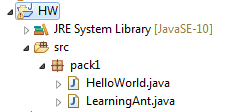 HW
JRE System Library [JavaSE-10]
src
pack1
HelloWorld.java
LearningAnt.java